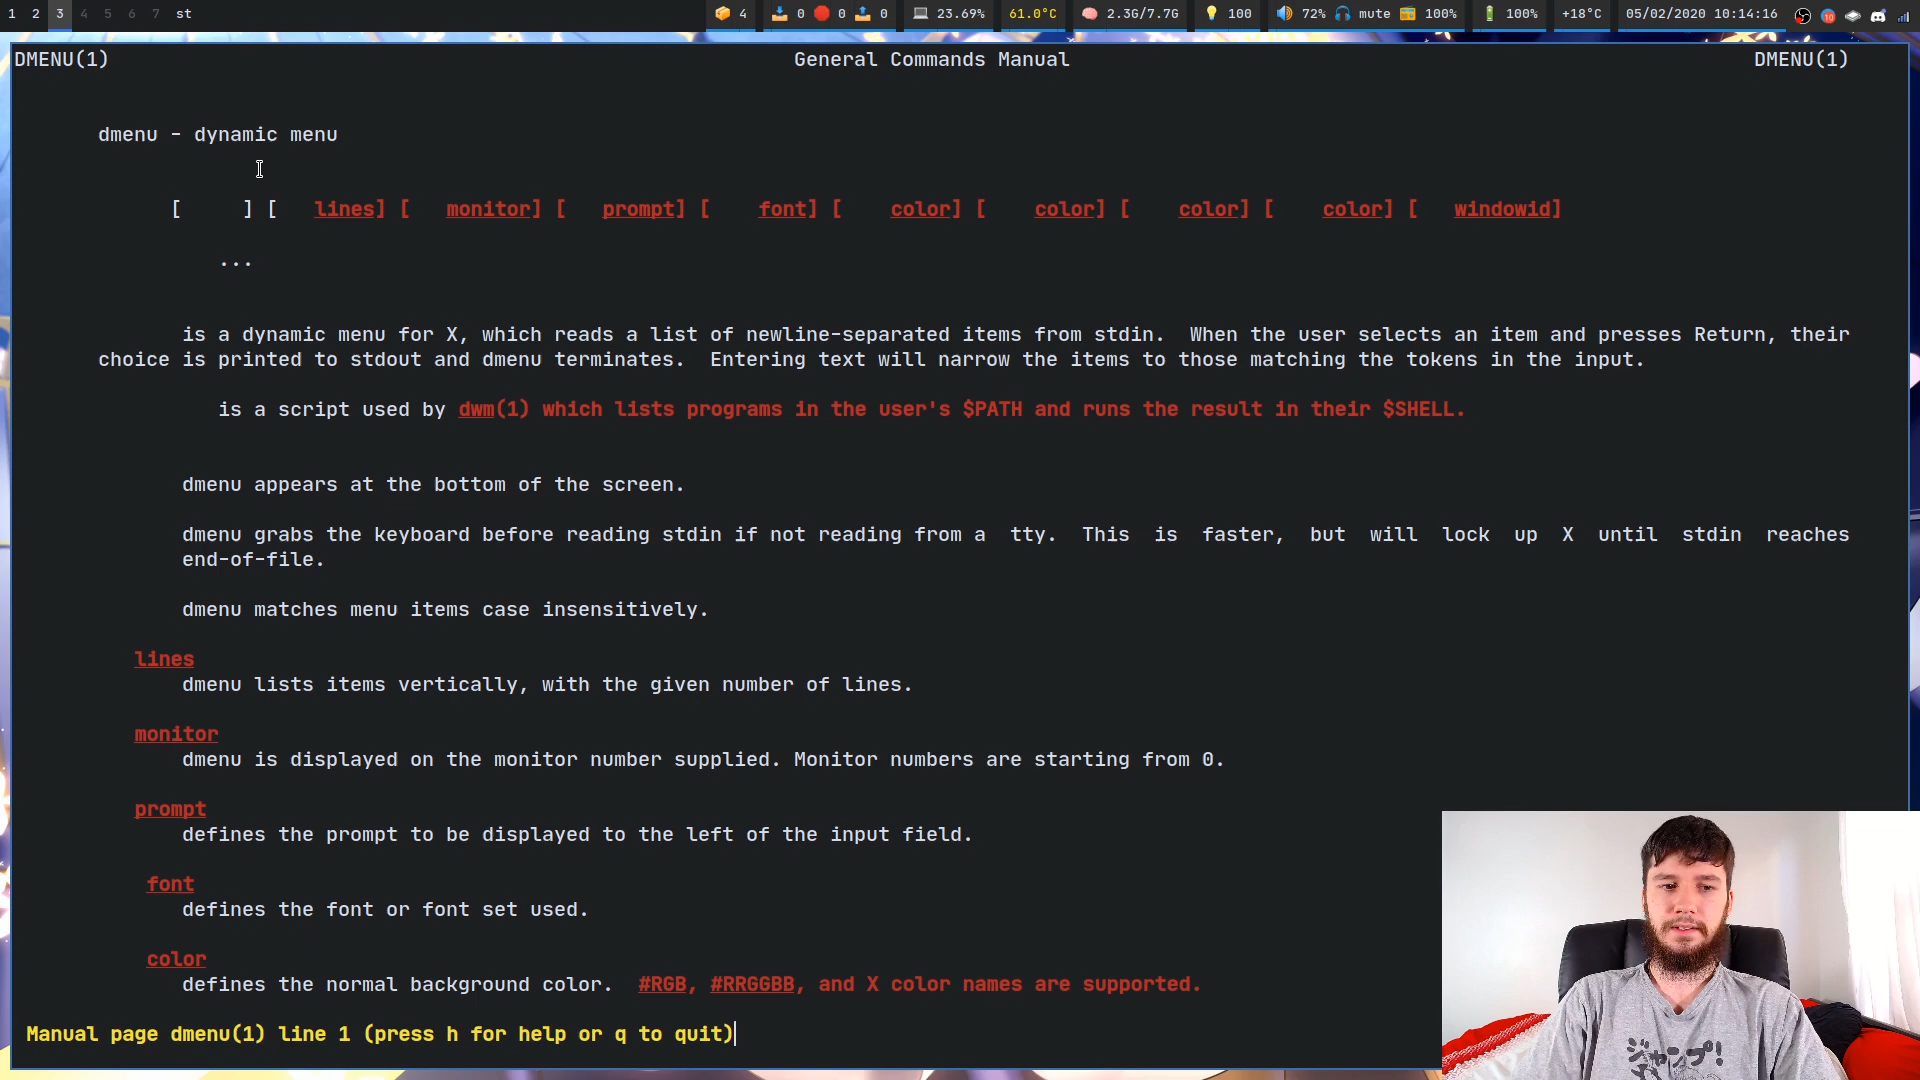 1 2 3 4 5 6 7 st 4 0 0 0 23.69% 61.0°C 2.3G/7.7G 100 72% mute 100% 100% +18°C 05/02/2020 10:14:16 10
DMENU(1) General Commands Manual DMENU(1)
dmenu - dynamic menu
[ ] [ lines] [ monitor] [ prompt] [ font] [ color] [ color] [ color] [ color] [ windowid]
...
is a dynamic menu for X, which reads a list of newline-separated items from stdin. When the user selects an item and presses Return, their
choice is printed to stdout and dmenu terminates. Entering text will narrow the items to those matching the tokens in the input.
is a script used by dwm(1) which lists programs in the user's $PATH and runs the result in their $SHELL.
dmenu appears at the bottom of the screen.
dmenu grabs the keyboard before reading stdin if not reading from a tty. This is faster, but will lock up X until stdin reaches
end-of-file.
dmenu matches menu items case insensitively.
lines
dmenu lists items vertically, with the given number of lines.
monitor
dmenu is displayed on the monitor number supplied. Monitor numbers are starting from 0.
prompt
defines the prompt to be displayed to the left of the input field.
font
defines the font or font set used.
color
defines the normal background color. #RGB, #RRGGBB, and X color names are supported.
Manual page dmenu(1) line 1 (press h for help or q to quit)
ジャンプ!